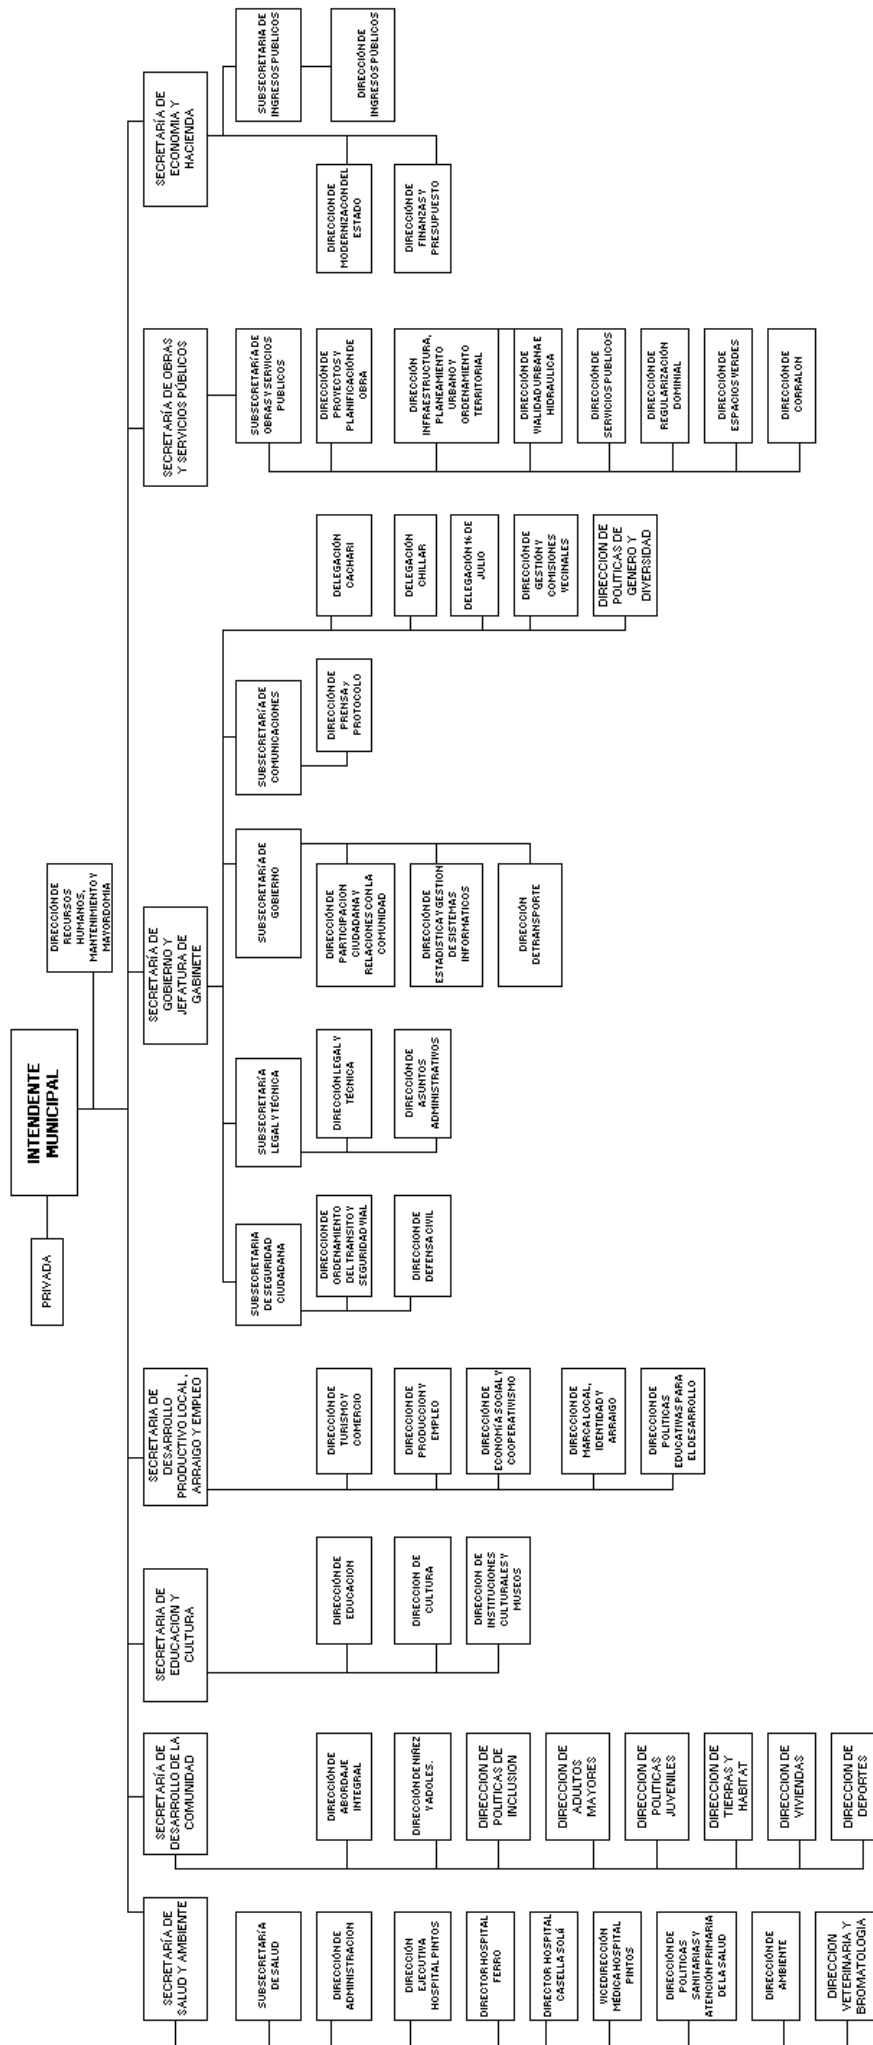 INTENDENTE
MUNICIPAL
PRIVADA
DIRECCIÓN DE
RECURSOS
HUMANOS,
MANTENIMIENTO Y
MAYORDOMIA
SECRETARÍA DE
SALUD Y AMBIENTE
SUBSECRETARÍA
DE SALUD
DIRECCIÓN DE
ADMINISTRACION
DIRECCIÓN
EJECUTIVA
HOSPITAL PINTOS
DIRECTOR HOSPITAL
FERRO
DIRECTOR HOSPITAL
CASELLA SOLÁ
VICEDIRECCIÓN
MÉDICA HOSPITAL
PINTOS
DIRECCIÓN DE
POLITICAS
SANITARIAS Y
ATENCIÓN PRIMARIA
DE LA SALUD
DIRECCIÓN DE
AMBIENTE
DIRECCION
VETERINARIA Y
BROMATOLOGIA
SECRETARÍA DE
DESARROLLO DE LA
COMUNIDAD
DIRECCIÓN DE
ABORDAJE
INTEGRAL
DIRECCIÓN DE NIÑEZ
Y ADOLES.
DIRECCION DE
POLITICAS DE
INCLUSION
DIRECCION DE
ADULTOS
MAYORES
DIRECCION DE
POLITICAS
JUVENILES
DIRECCION DE
TIERRAS Y
HABITAT
DIRECCION DE
VIVIENDAS
DIRECCION DE
DEPORTES
SECRETARIA DE
EDUCACION Y
CULTURA
DIRECCIÓN DE
EDUCACION
DIRECCION DE
CULTURA
DIRECCION DE
INSTITUCIONES
CULTURALES Y
MUSEOS
SECRETARIA DE
DESARROLLO
PRODUCTIVO LOCAL,
ARRAIGO Y EMPLEO
DIRECCIÓN DE
TURISMO Y
COMERCIO
DIRECCION DE
PRODUCCION Y
EMPLEO
DIRECCIÓN DE
ECONOMÍA SOCIAL Y
COOPERATIVISMO
DIRECCION DE
MARCA LOCAL,
IDENTIDAD Y
ARRAIGO
DIRECCIÓN DE
POLITICAS
EDUCATIVAS PARA
EL DESARROLLO
SECRETARÍA DE
GOBIERNO Y
JEFATURA DE
GABINETE
SUBSECRETARIA
DE SEGURIDAD
CIUDADANA
DIRECCION DE
ORDENAMIENTO
DEL TRANSITO Y
SEGURIDAD VIAL
DIRECCION DE
DEFENSA CIVIL
SUBSECRETARÍA
LEGAL Y TÉCNICA
DIRECCIÓN LEGAL Y
TÉCNICA
DIRECCIÓN DE
ASUNTOS
ADMINISTRATIVOS
SUBSECRETARÍA DE
GOBIERNO
DIRECCIÓN DE
PARTICIPACION
CIUDADANA Y
RELACIONES CON LA
COMUNIDAD
DIRECCIÓN DE
ESTADISTICA Y GESTION
DE SISTEMAS
INFORMATICOS
DIRECCIÓN
DETRANSPORTE
SUBSECRETARÍA DE
COMUNICACIONES
DIRECCIÓN DE
PRENSA y
PROTOCOLO
DELEGACIÓN
CACHARI
DELEGACIÓN
CHILLAR
DELEGACIÓN 16 DE
JULIO
DIRECCIÓN DE
GESTIÓN Y
COMISIONES
VECINALES
DIRECCION DE
POLITICAS DE
GENERO Y
DIVERSIDAD
SECRETARÍA DE OBRAS
Y SERVICIOS PÚBLICOS
SUBSECRETARÍA DE
OBRAS Y SERVICIOS
PUBLICOS
DIRECCIÓN DE
PROYECTOS Y
PLANIFICACIÓN DE
OBRA
DIRECCIÓN
INFRAESTRUCTURA,
PLANEAMIENTO
URBANO Y
ORDENAMIENTO
TERRITORIAL
DIRECCIÓN DE
VIALIDAD URBANA E
HIDRAULICA
DIRECCIÓN DE
SERVICIOS PUBLICOS
DIRECCIÓN DE
REGULARIZACIÓN
DOMINIAL
DIRECCIÓN DE
ESPACIOS VERDES
DIRECCIÓN DE
CORRALON
SECRETARÍA DE
ECONOMIA Y
HACIENDA
SUBSECRETARIA DE
INGRESOS PÚBLICOS
DIRECCIÓN DE
INGRESOS PÚBLICOS
DIRECCION DE
MODERNIZACON DEL
ESTADO
DIRECCIÓN DE
FINANZAS Y
PRESUPUESTO